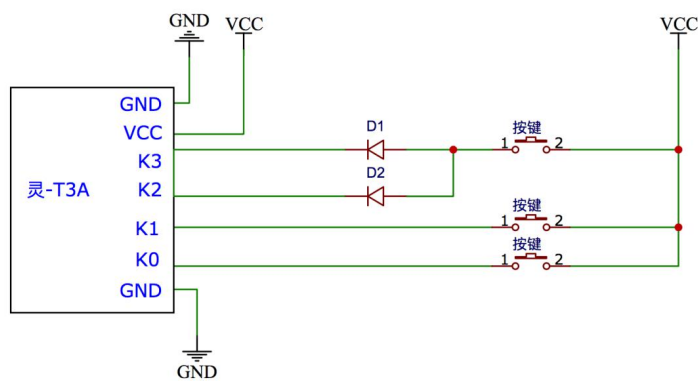 GND
VCC
VCC
GND
VCC
K3
K2
K1
K0
GND
灵-T3A
D1
D2
按键
1 2
按键
1 2
按键
1 2
GND